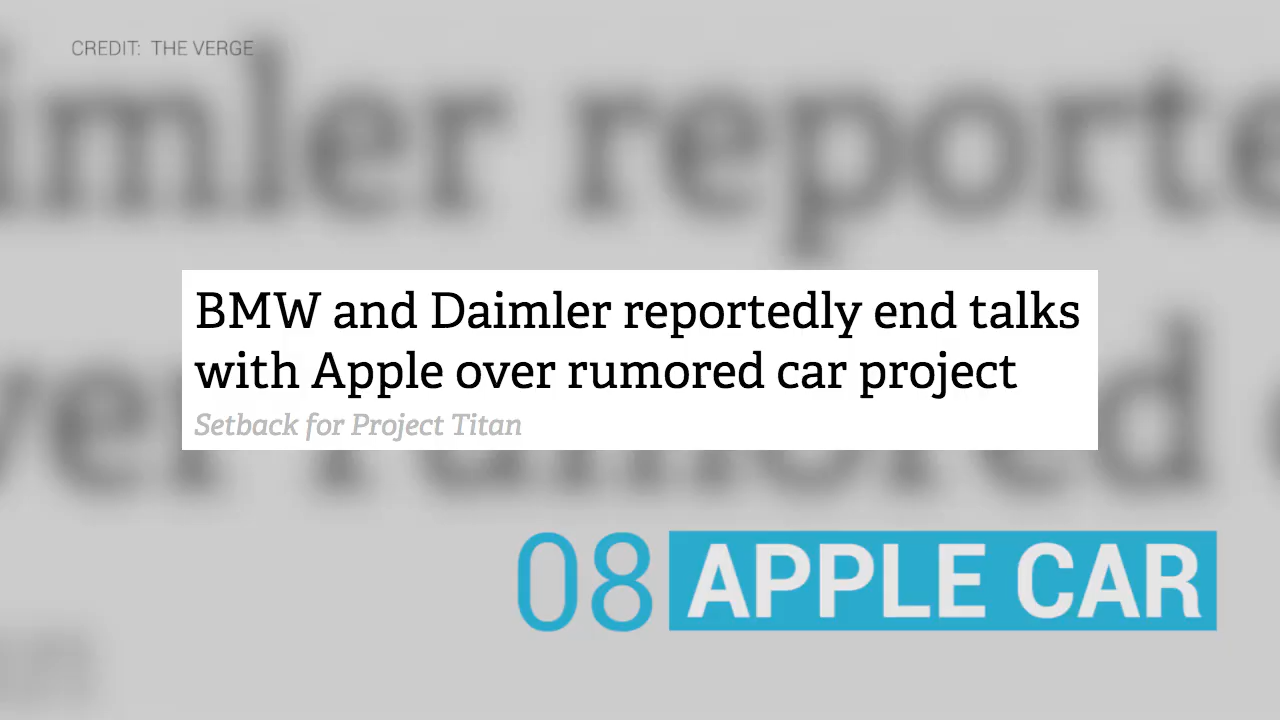 CREDIT: THE VERGE
BMW and Daimler reportedly end talks
with Apple over rumored car project
Setback for Project Titan
08 APPLE CAR